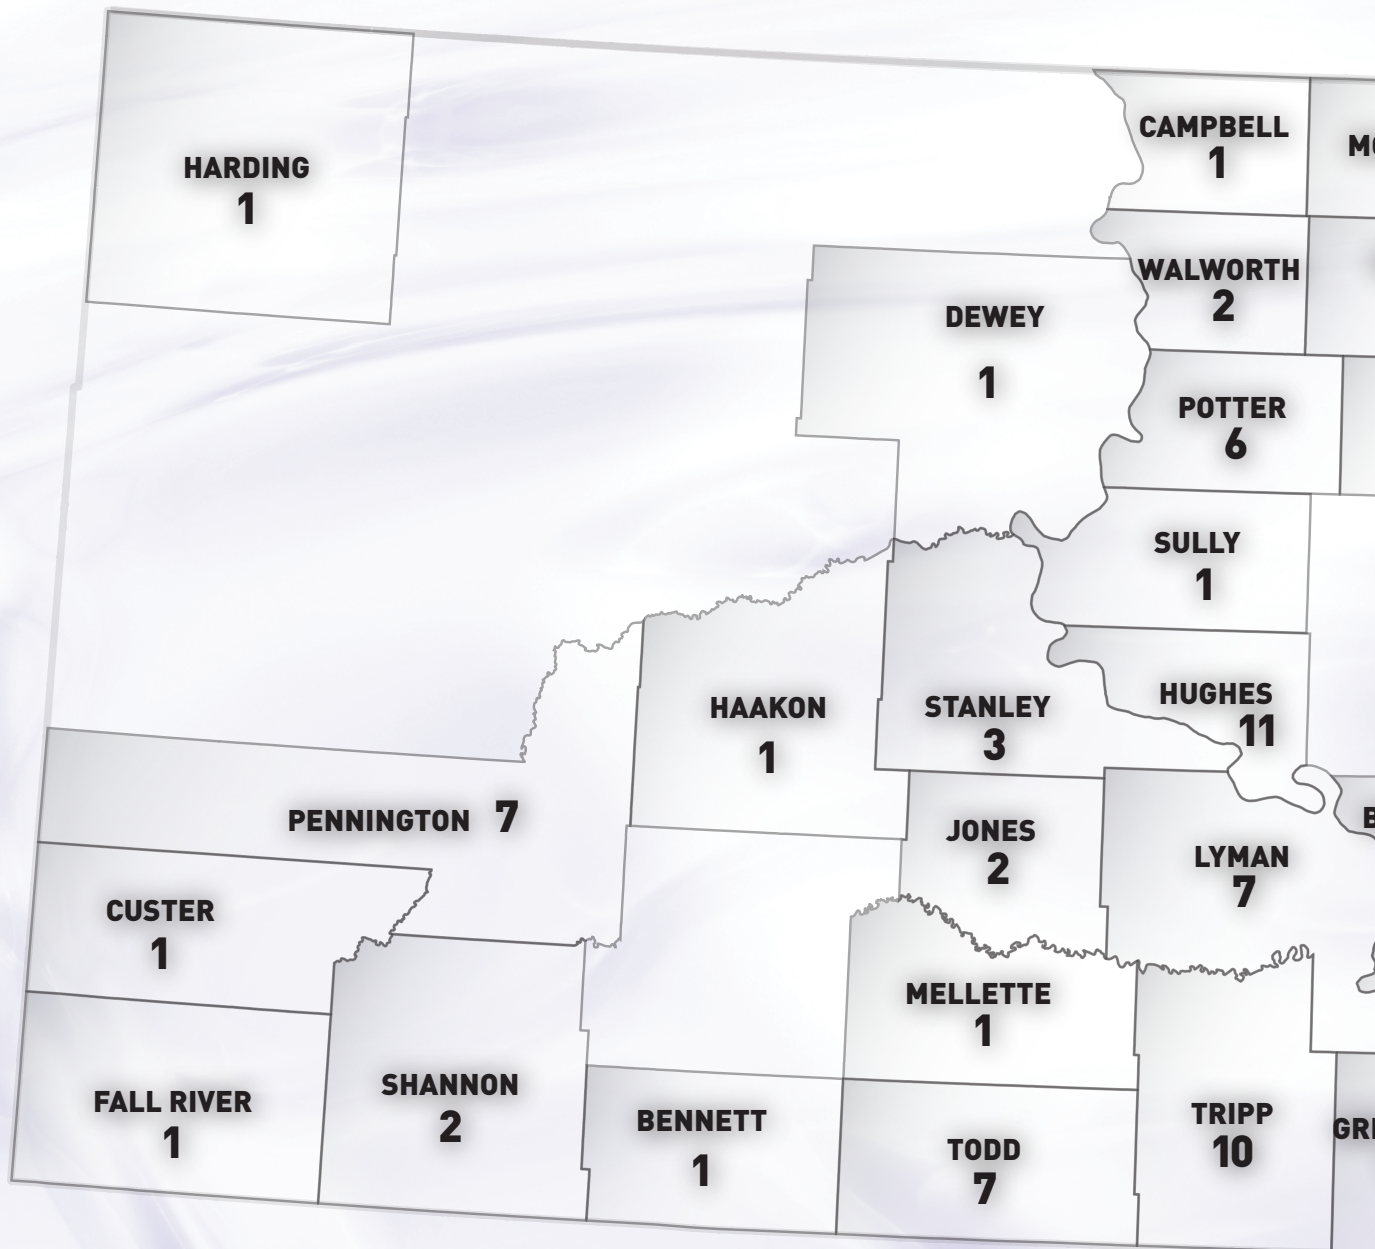 HARDING
1
CAMPBELL
1
WALWORTH
2
DEWEY
1
POTTER
6
SULLY
1
HAAKON
1
STANLEY
3
HUGHES
11
PENNINGTON 7
JONES
2
LYMAN
7
CUSTER
1
MELLETTE
1
FALL RIVER
1
SHANNON
2
BENNETT
1
TODD
7
TRIPP
10